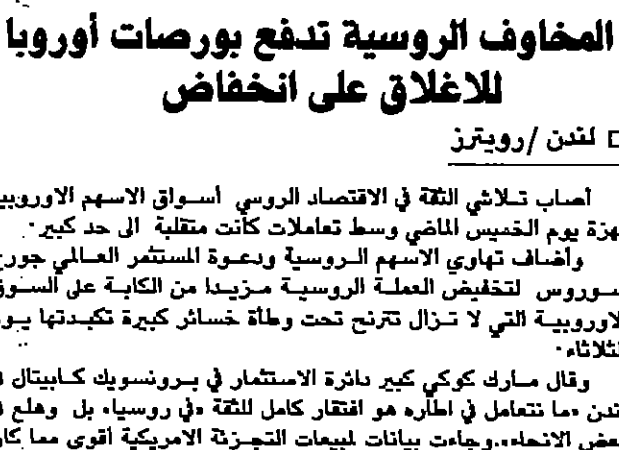 المخاوف الروسية تدفع بورصات أوروبا
للاغلاق على انخفاض
□ لندن /رويترز
أصاب تلاشي الثقة في الاقتصاد الروسي أسواق الاسهم الاوروبي
بهزة يوم الخميس الماضي وسط تعاملات كانت متقلبة الى حد كبير.
وأضاف تهاوي الاسهم الروسية ودعوة المستثمر العالمي جورج
سوروس لتخفيض العملة الروسية مزيدا من الكابة على السوق
الاوروبية التي لا تزال تترنح تحت وطأة خسائر كبيرة تكبدتها يوم
الثلاثاء.
وقال مارك كوكي كبير دائرة الاستثمار في برونسويك كابيتال
لندن «ما نتعامل في اطاره هو افتقار كامل للثقة «في روسيا» بل وهلع
بعض الانحاء».وجاءت بيانات لمبيعات التجزئة الامريكية أقوى مما كان